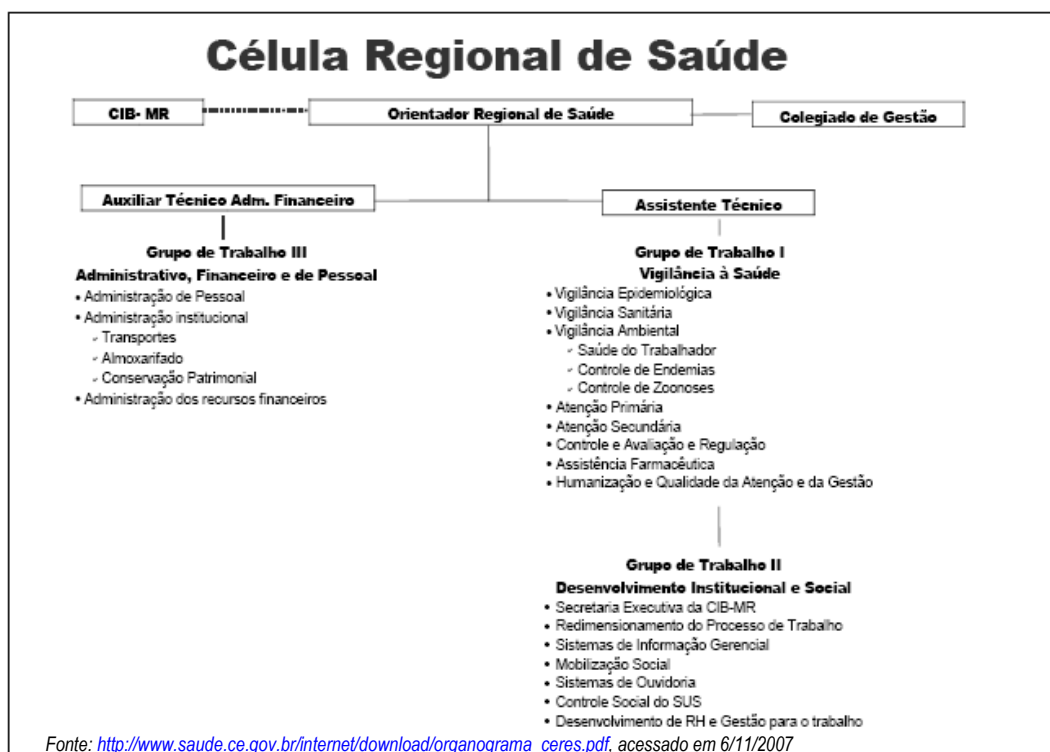 Célula Regional de Saúde
CIB- MR
Orientador Regional de Saúde
Colegiado de Gestão
Auxiliar Técnico Adm. Financeiro
Assistente Técnico
Grupo de Trabalho III
Administrativo, Financeiro e de Pessoal
• Administração de Pessoal
• Administração institucional
✓ Transportes
✓ Almoxarifado
✓ Conservação Patrimonial
• Administração dos recursos financeiros
Grupo de Trabalho I
Vigilância à Saúde
• Vigilância Epidemiológica
• Vigilância Sanitária
• Vigilância Ambiental
✓ Saúde do Trabalhador
✓ Controle de Endemias
✓ Controle de Zoonoses
• Atenção Primária
• Atenção Secundária
• Controle e Avaliação e Regulação
• Assistência Farmacêutica
• Humanização e Qualidade da Atenção e da Gestão
Grupo de Trabalho II
Desenvolvimento Institucional e Social
• Secretaria Executiva da CIB-MR
• Redimensionamento do Processo de Trabalho
• Sistemas de Informação Gerencial
• Mobilização Social
• Sistemas de Ouvidoria
• Controle Social do SUS
• Desenvolvimento de RH e Gestão para o trabalho
Fonte: http://www.saude.ce.gov.br/internet/download/organograma_ceres.pdf, acessado em 6/11/2007